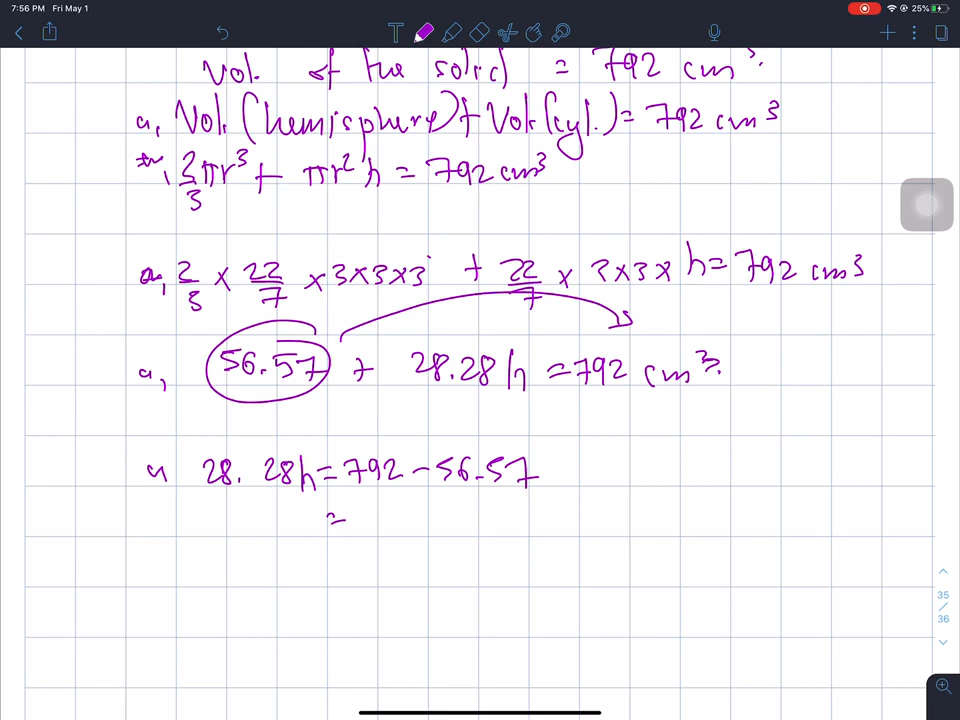 7:56 PM Fri May 1
25%
Vol. of the solid = 792 cm³.
a, Vol. (hemisphere) + Vol. (cyl.) = 792 cm³
, 2/3 πr³ + πr² h = 792 cm³
a, 2/3 × 22/7 × 3×3×3 + 22/7 × 3×3× h = 792 cm³
a, 56.57 + 28.28 h = 792 cm³.
a 28.28h = 792 - 56.57
=
35
/
36